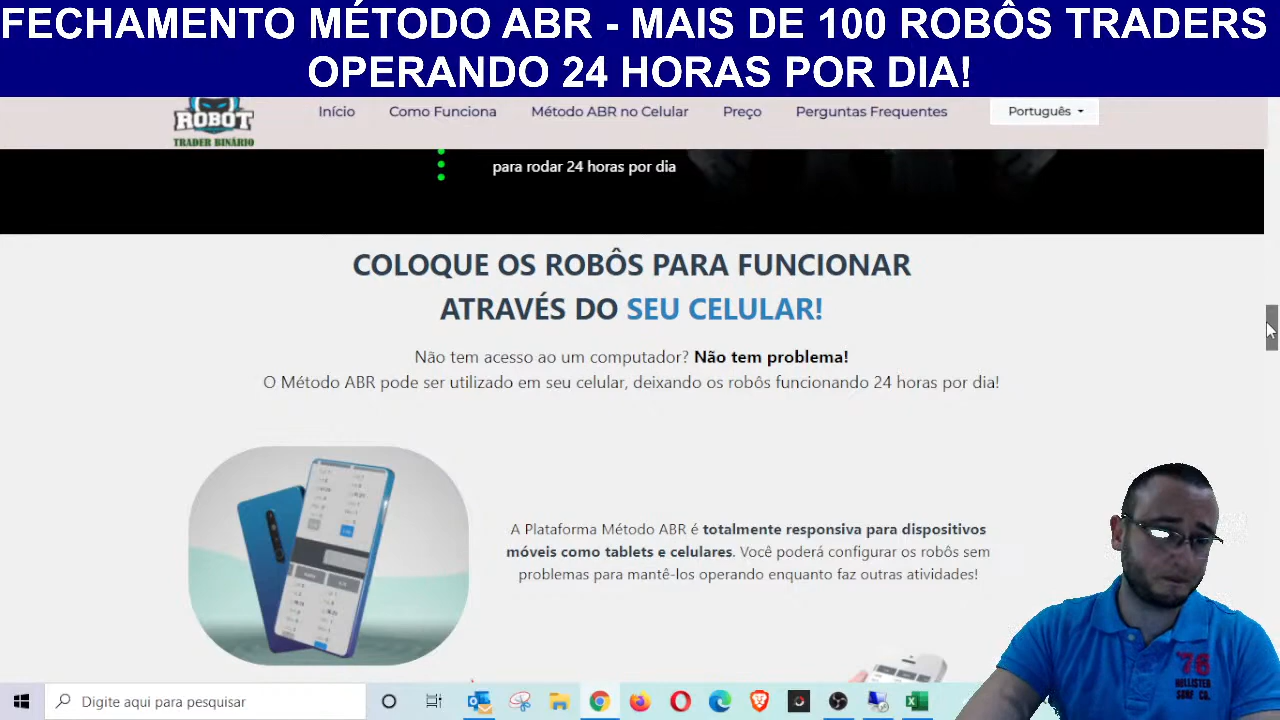 FECHAMENTO MÉTODO ABR - MAIS DE 100 ROBÔS TRADERS
OPERANDO 24 HORAS POR DIA!
ROBOT
TRADER BINÁRIO
Início
Como Funciona
Método ABR no Celular
Preço
Perguntas Frequentes
Português
para rodar 24 horas por dia
COLOQUE OS ROBÔS PARA FUNCIONAR
ATRAVÉS DO SEU CELULAR!
Não tem acesso ao um computador? Não tem problema!
O Método ABR pode ser utilizado em seu celular, deixando os robôs funcionando 24 horas por dia!
A Plataforma Método ABR é totalmente responsiva para dispositivos
móveis como tablets e celulares. Você poderá configurar os robôs sem
problemas para mantê-los operando enquanto faz outras atividades!
'76
HOLLISTER
SURF CO.
Digite aqui para pesquisar